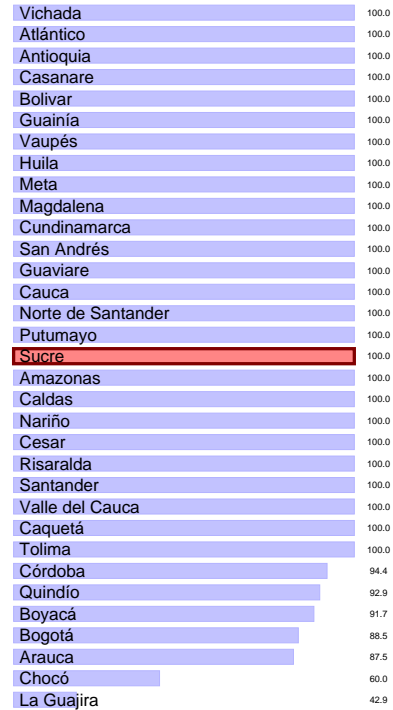 Vichada 100.0
Atlántico 100.0
Antioquia 100.0
Casanare 100.0
Bolivar 100.0
Guainía 100.0
Vaupés 100.0
Huila 100.0
Meta 100.0
Magdalena 100.0
Cundinamarca 100.0
San Andrés 100.0
Guaviare 100.0
Cauca 100.0
Norte de Santander 100.0
Putumayo 100.0
Sucre 100.0
Amazonas 100.0
Caldas 100.0
Nariño 100.0
Cesar 100.0
Risaralda 100.0
Santander 100.0
Valle del Cauca 100.0
Caquetá 100.0
Tolima 100.0
Córdoba 94.4
Quindío 92.9
Boyacá 91.7
Bogotá 88.5
Arauca 87.5
Chocó 60.0
La Guajira 42.9